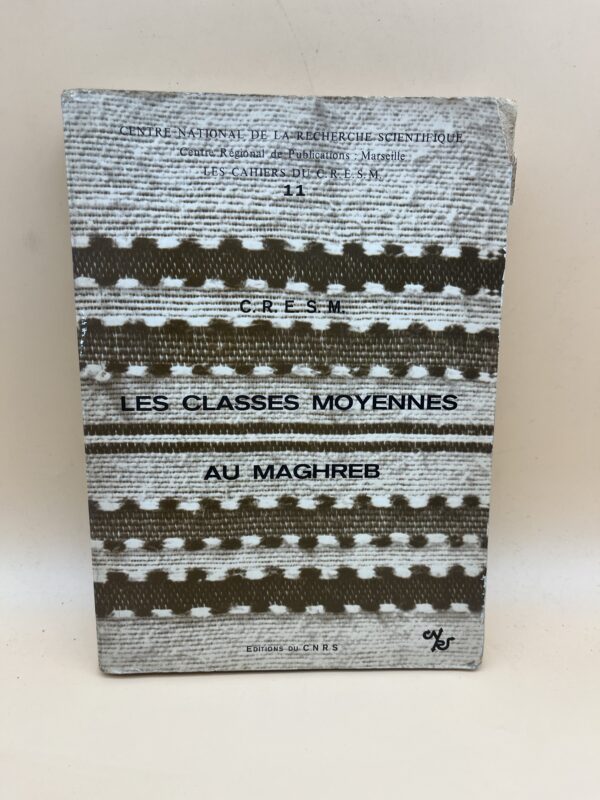 CENTRE NATIONAL DE LA RECHERCHE SCIENTIFIQUE
Centre Régional de Publications : Marseille
LES CAHIERS DU C.R.E.S.M.
11
C.R.E.S.M.
LES CLASSES MOYENNES
AU MAGHREB
EDITIONS DU CNRS